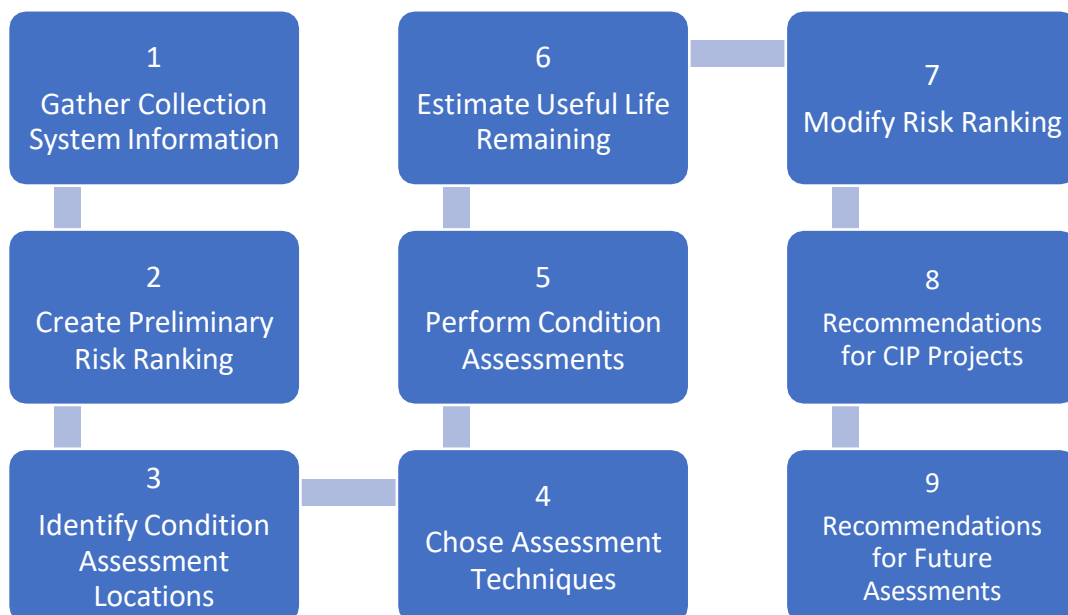 1
Gather Collection
System Information
2
Create Preliminary
Risk Ranking
3
Identify Condition
Assessment
Locations
4
Chose Assessment
Techniques
5
Perform Condition
Assessments
6
Estimate Useful Life
Remaining
7
Modify Risk Ranking
8
Recommendations
for CIP Projects
9
Recommendations
for Future
Asessments